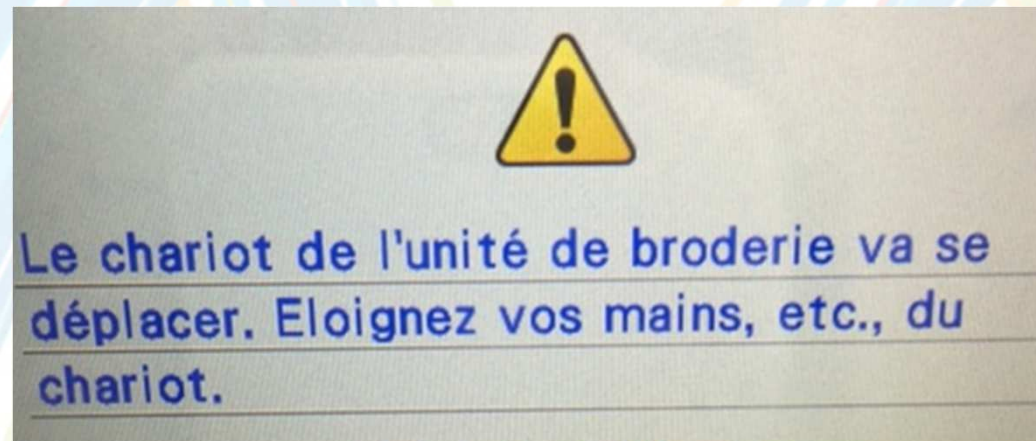 Le chariot de l'unité de broderie va se
déplacer. Eloignez vos mains, etc., du
chariot.